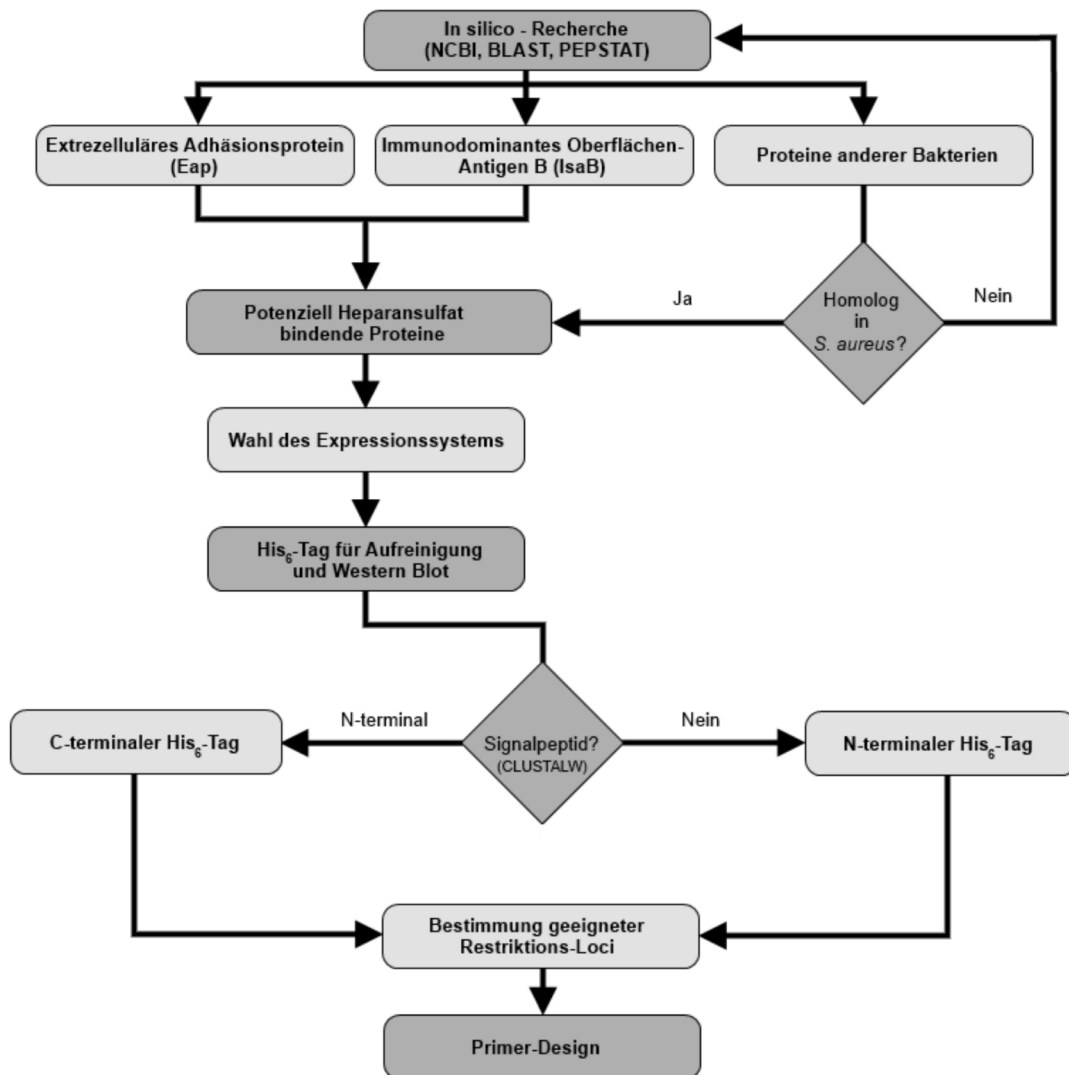 In silico - Recherche
(NCBI, BLAST, PEPSTAT)
Extrezelluläres Adhäsionsprotein
(Eap)
Immunodominantes Oberflächen-
Antigen B (IsaB)
Proteine anderer Bakterien
Homolog
in
S. aureus?
Ja
Nein
Potenziell Heparansulfat
bindende Proteine
Wahl des Expressionssystems
His₆-Tag für Aufreinigung
und Western Blot
N-terminal
Signalpeptid?
(CLUSTALW)
Nein
C-terminaler His₆-Tag
N-terminaler His₆-Tag
Bestimmung geeigneter
Restriktions-Loci
Primer-Design